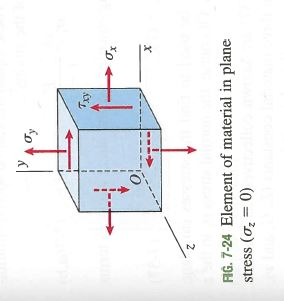 y
σy
τxy
σx
x
O
z
FIG. 7-24 Element of material in plane
stress (σz = 0)